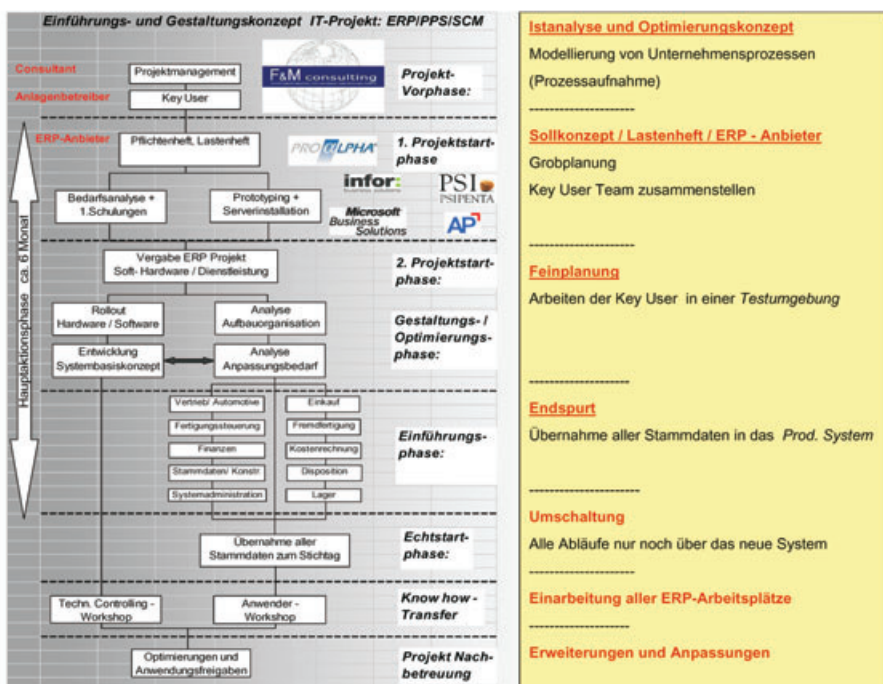 Einführungs- und Gestaltungskonzept IT-Projekt: ERP/PPS/SCM
Consultant
Projektmanagement
F&M consulting
Projekt-
Vorphase:
Anlagenbetreiber
Key User
ERP-Anbieter
Pflichtenheft, Lastenheft
PROALPHA®
1. Projektstart-
phase
Bedarfsanalyse +
1.Schulungen
Prototyping +
Serverinstallation
infor:
business solutions
PSI
PSIPENTA
Microsoft
Business
Solutions
AP
Hauptaktionsphase ca. 6 Monat
Vergabe ERP Projekt
Soft- Hardware / Dienstleistung
2. Projektstart-
phase:
Rollout
Hardware / Software
Analyse
Aufbauorganisation
Gestaltungs- /
Optimierungs-
phase:
Entwicklung
Systembasiskonzept
Analyse
Anpassungsbedarf
Vertrieb/ Automotive
Einkauf
Fertigungssteuerung
Fremdfertigung
Finanzen
Kostenrechnung
Stammdaten/ Konstr.
Disposition
Systemadministration
Lager
Einführungs-
phase:
Übernahme aller
Stammdaten zum Stichtag
Echtstart-
phase:
Techn. Controlling -
Workshop
Anwender -
Workshop
Know how -
Transfer
Optimierungen und
Anwendungsfreigaben
Projekt Nach-
betreuung
Istanalyse und Optimierungskonzept
Modellierung von Unternehmensprozessen
(Prozessaufnahme)
---------------------
Sollkonzept / Lastenheft / ERP - Anbieter
Grobplanung
Key User Team zusammenstellen
---------------------
Feinplanung
Arbeiten der Key User in einer Testumgebung
--------------------
Endspurt
Übernahme aller Stammdaten in das Prod. System
----------------------
Umschaltung
Alle Abläufe nur noch über das neue System
---------------------
Einarbeitung aller ERP-Arbeitsplätze
--------------------
Erweiterungen und Anpassungen